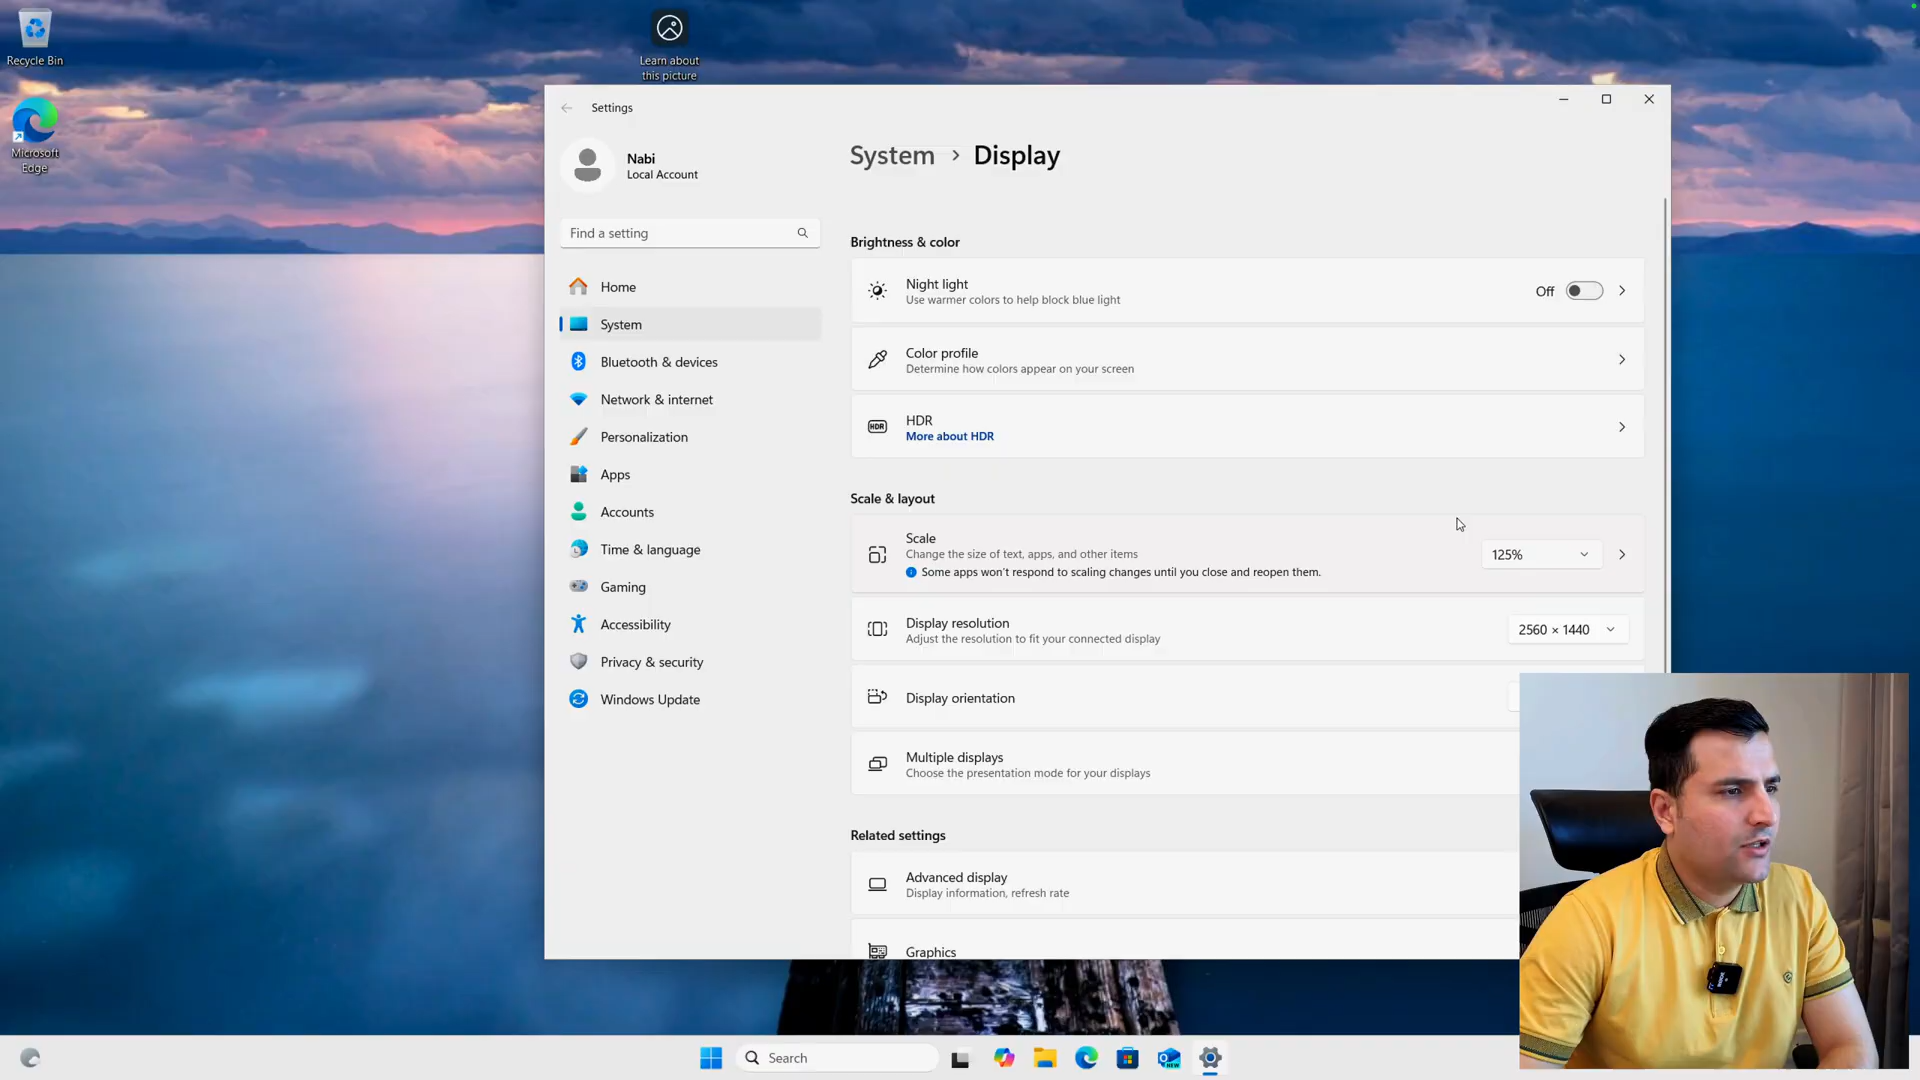 Recycle Bin
Learn about
this picture
Microsoft
Edge
Settings
Nabi
Local Account
Find a setting
Home
System
Bluetooth & devices
Network & internet
Personalization
Apps
Accounts
Time & language
Gaming
Accessibility
Privacy & security
Windows Update
System > Display
Brightness & color
Night light
Use warmer colors to help block blue light
Off
Color profile
Determine how colors appear on your screen
HDR
HDR
More about HDR
Scale & layout
Scale
Change the size of text, apps, and other items
Some apps won't respond to scaling changes until you close and reopen them.
125%
Display resolution
Adjust the resolution to fit your connected display
2560 × 1440
Display orientation
Multiple displays
Choose the presentation mode for your displays
Related settings
Advanced display
Display information, refresh rate
Graphics
Search
NEW